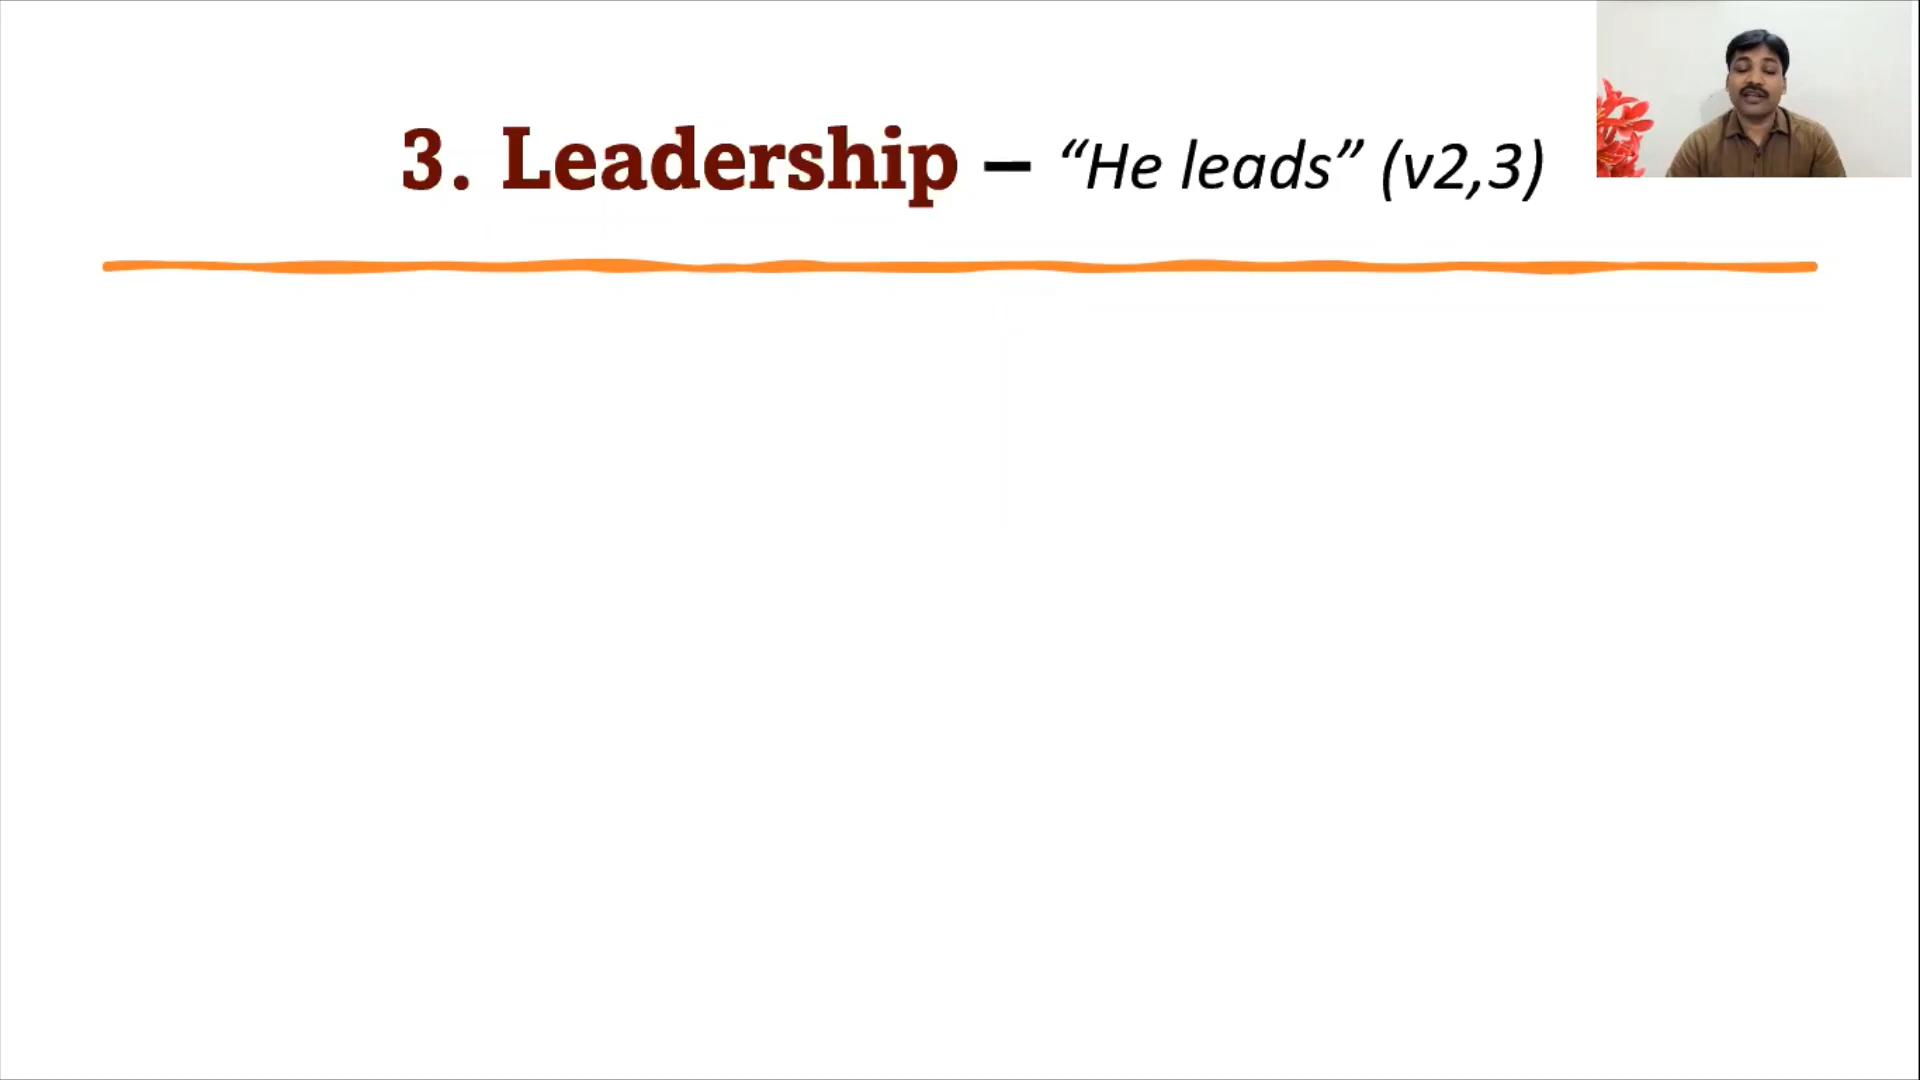 3. Leadership – “He leads” (v2,3)